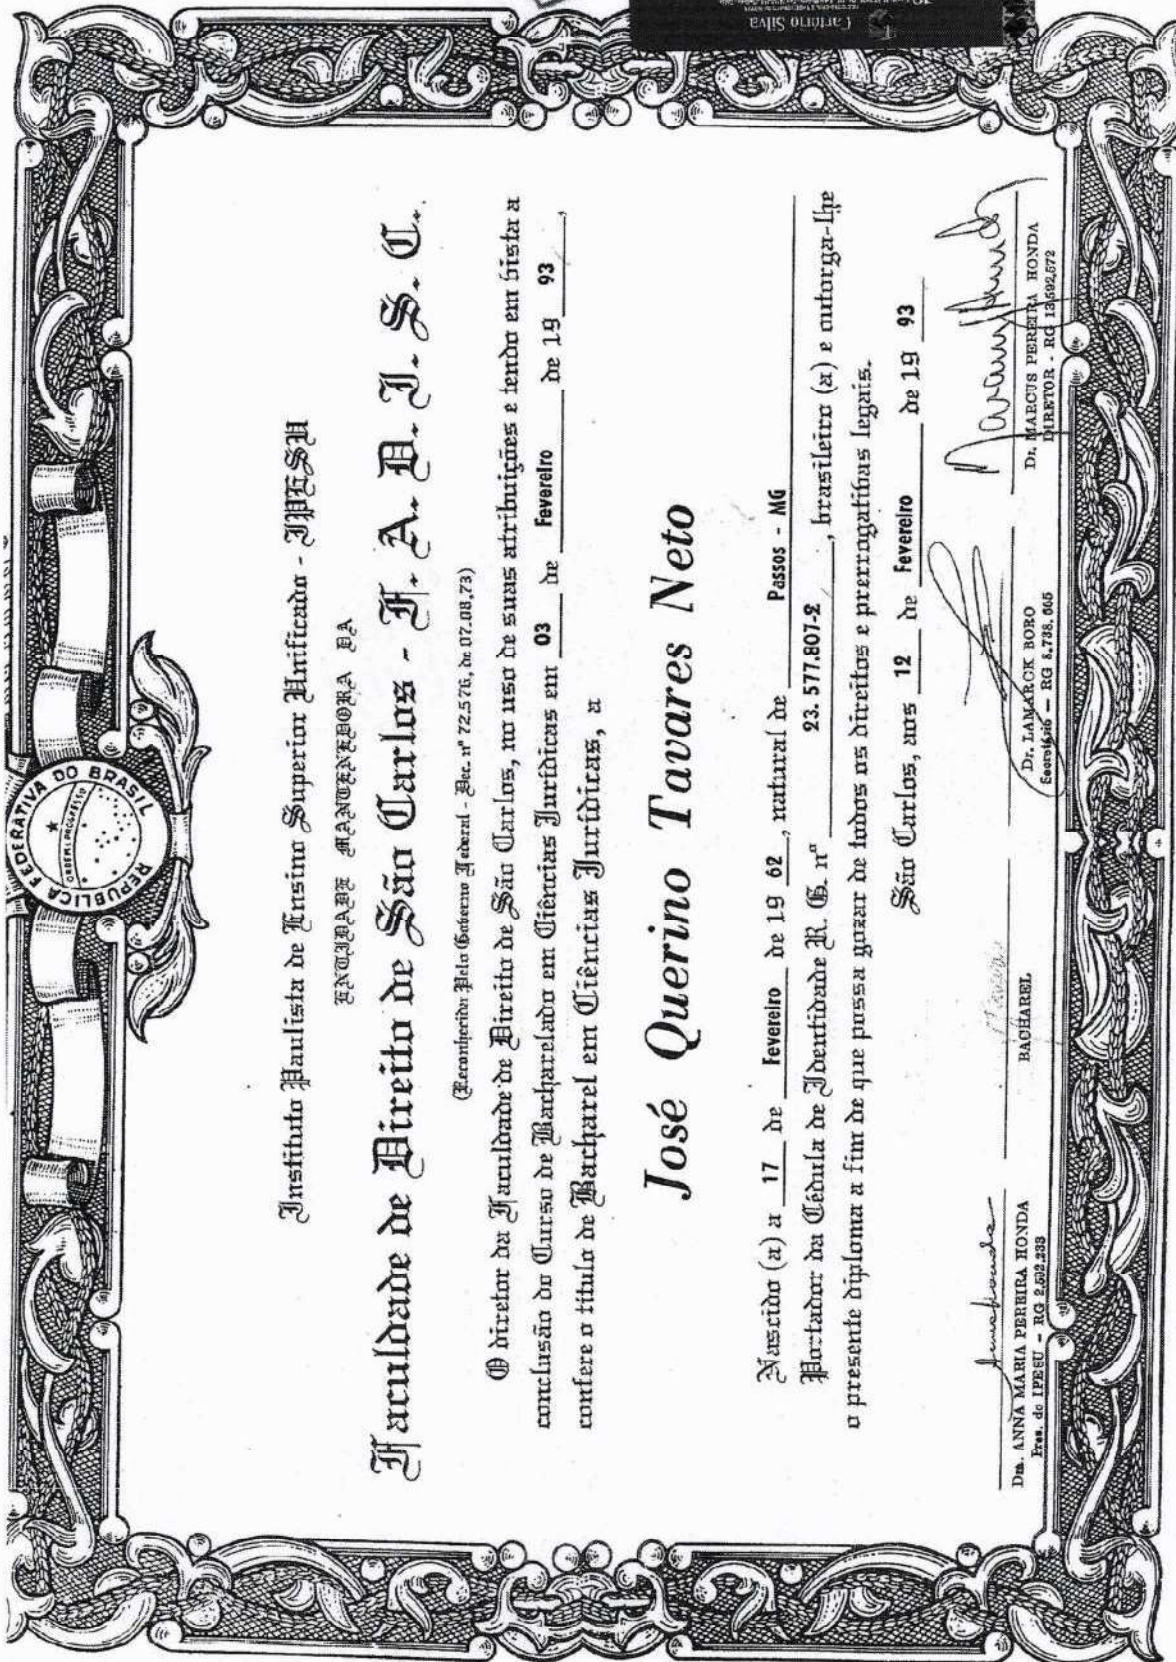 Cartório Silva
REPUBLICA FEDERATIVA DO BRASIL
ORDEM E PROGRESSO
Instituto Paulista de Ensino Superior Unificado - IPESU
ENTIDADE MANTENEDORA DA
Faculdade de Direito de São Carlos - F. A. D. I. S. C.
(Reconhecida Pelo Governo Federal - Dec. nº 72.576, de 07.08.73)
O diretor da Faculdade de Direito de São Carlos, no uso de suas atribuições e tendo em vista a
conclusão do Curso de Bacharelado em Ciências Jurídicas em 03 de Fevereiro de 19 93,
confere o título de Bacharel em Ciências Jurídicas, a
José Querino Tavares Neto
Nascido (a) a 17 de Fevereiro de 19 62, natural de Passos - MG
Portador da Cédula de Identidade R. G. nº 23.577.807-2, brasileiro (a) e outorga-lhe
o presente diploma a fim de que possa gozar de todos os direitos e prerrogativas legais.
São Carlos, aos 12 de Fevereiro de 19 93
Dra. ANNA MARIA PEREIRA HONDA
Pres. do IPESU - RG 2,592,233
BACHAREL
Dr. LAMARCK BORO
Secretário - RG 8,738,665
Dr. MARCUS PEREIRA HONDA
DIRETOR - RG 13,592,572